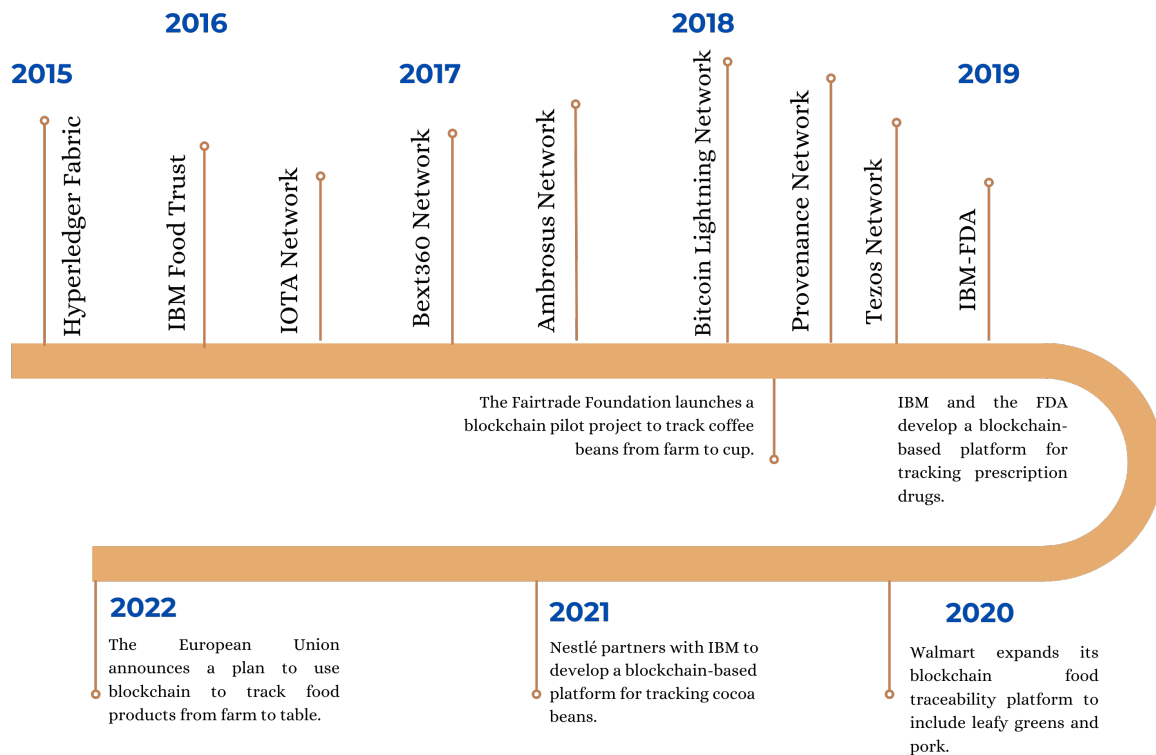 2015
Hyperledger Fabric
2016
IBM Food Trust
IOTA Network
2017
Bext360 Network
Ambrosus Network
2018
Bitcoin Lightning Network
Provenance Network
Tezos Network
2019
IBM-FDA
The Fairtrade Foundation launches a
blockchain pilot project to track coffee
beans from farm to cup.
IBM and the FDA
develop a blockchain-
based platform for
tracking prescription
drugs.
2020
Walmart expands its
blockchain food
traceability platform to
include leafy greens and
pork.
2021
Nestlé partners with IBM to
develop a blockchain-based
platform for tracking cocoa
beans.
2022
The European Union
announces a plan to use
blockchain to track food
products from farm to table.